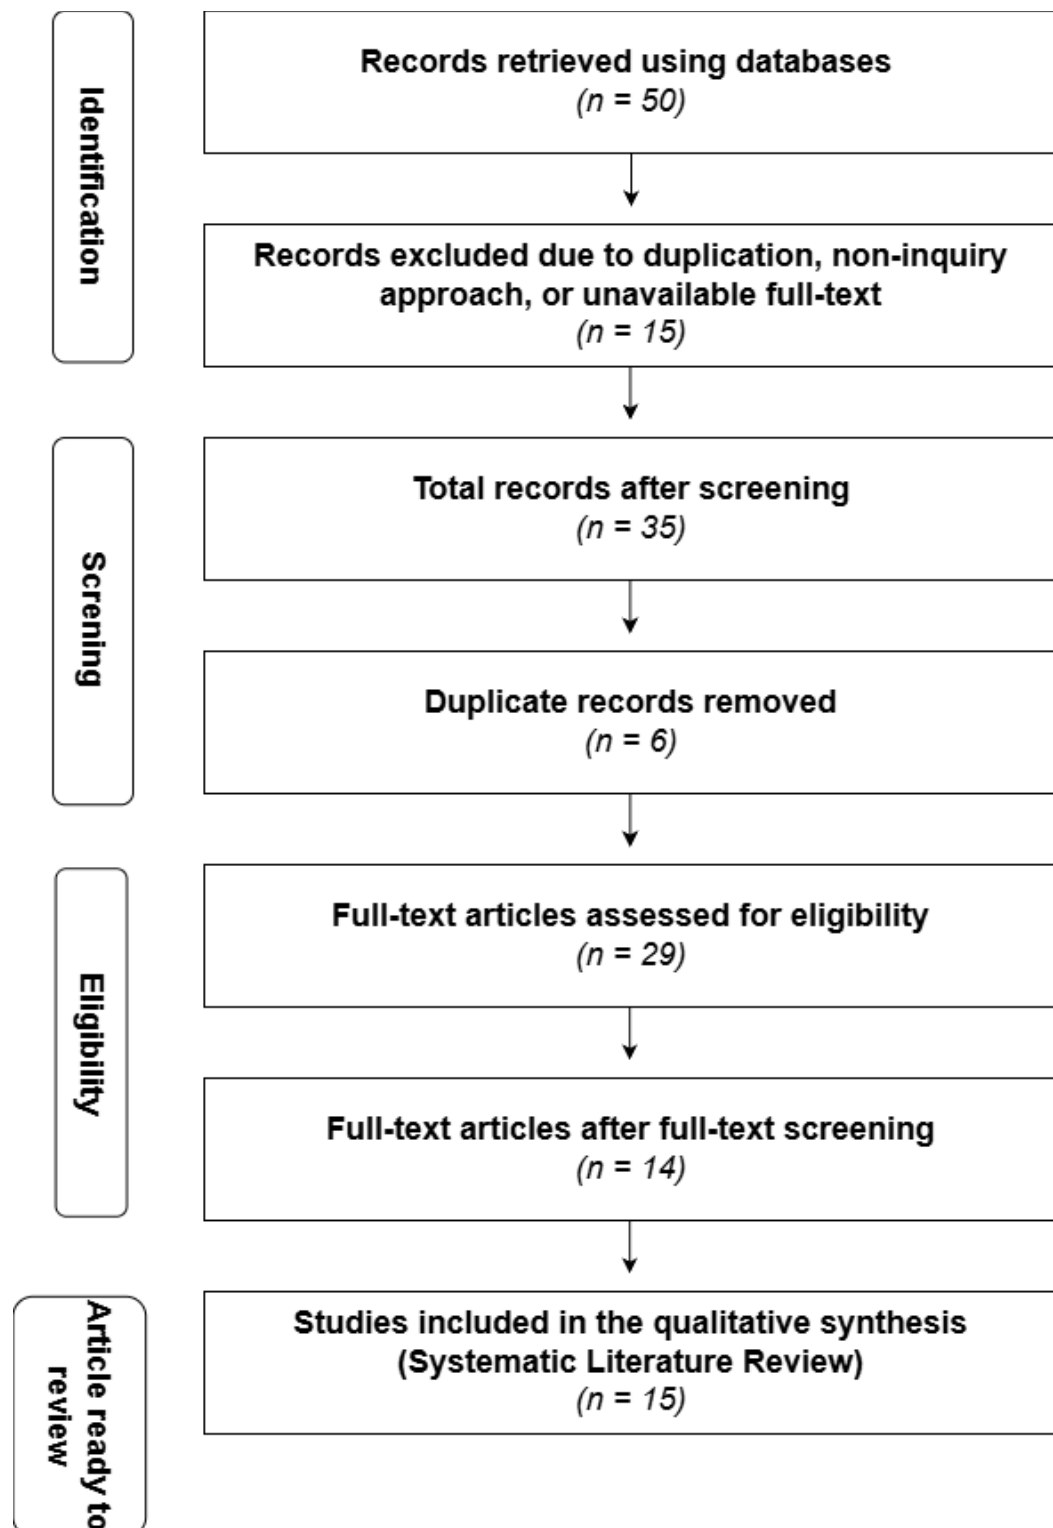 Identification
Records retrieved using databases
(n = 50)
Records excluded due to duplication, non-inquiry
approach, or unavailable full-text
(n = 15)
Screning
Total records after screening
(n = 35)
Duplicate records removed
(n = 6)
Eligibility
Full-text articles assessed for eligibility
(n = 29)
Full-text articles after full-text screening
(n = 14)
Article ready to
review
Studies included in the qualitative synthesis
(Systematic Literature Review)
(n = 15)